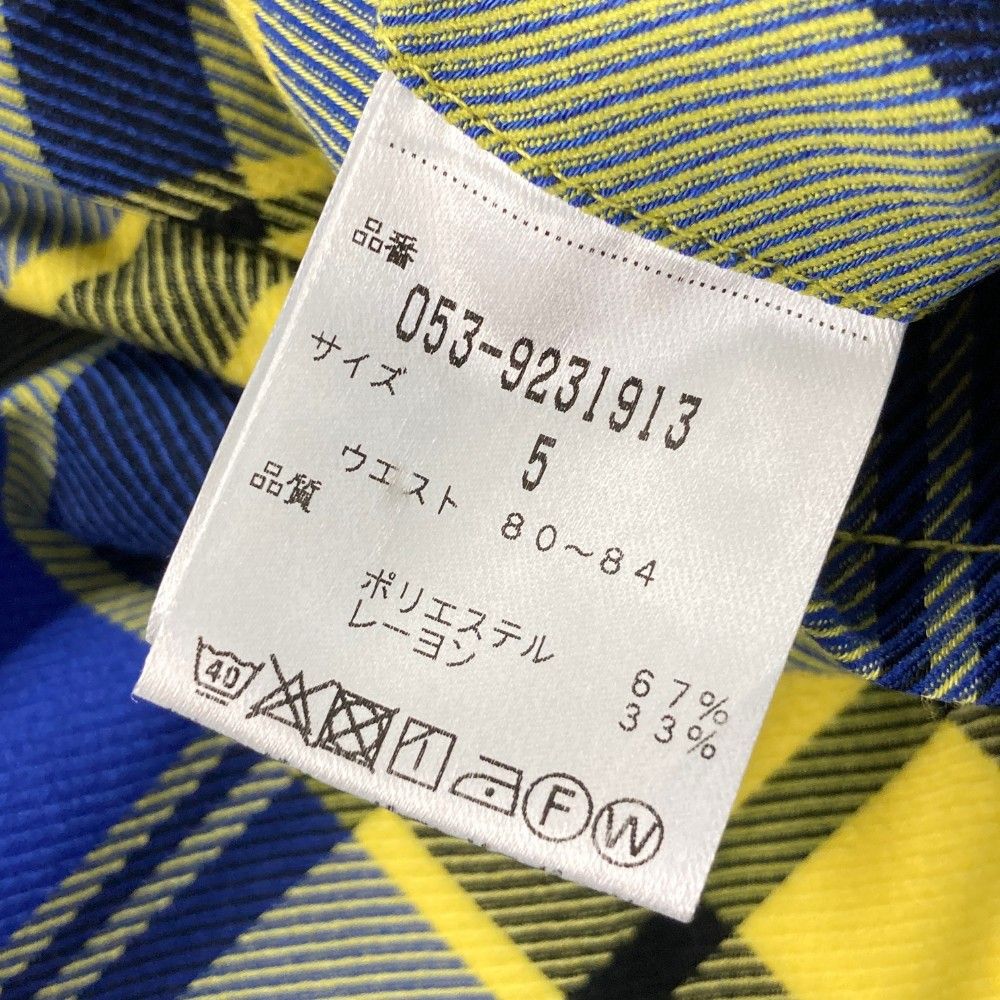 品番
053-9231913
サイズ
5
ウエスト 80～84
品質
ポリエステル 67%
レーヨン 33%
40
F W